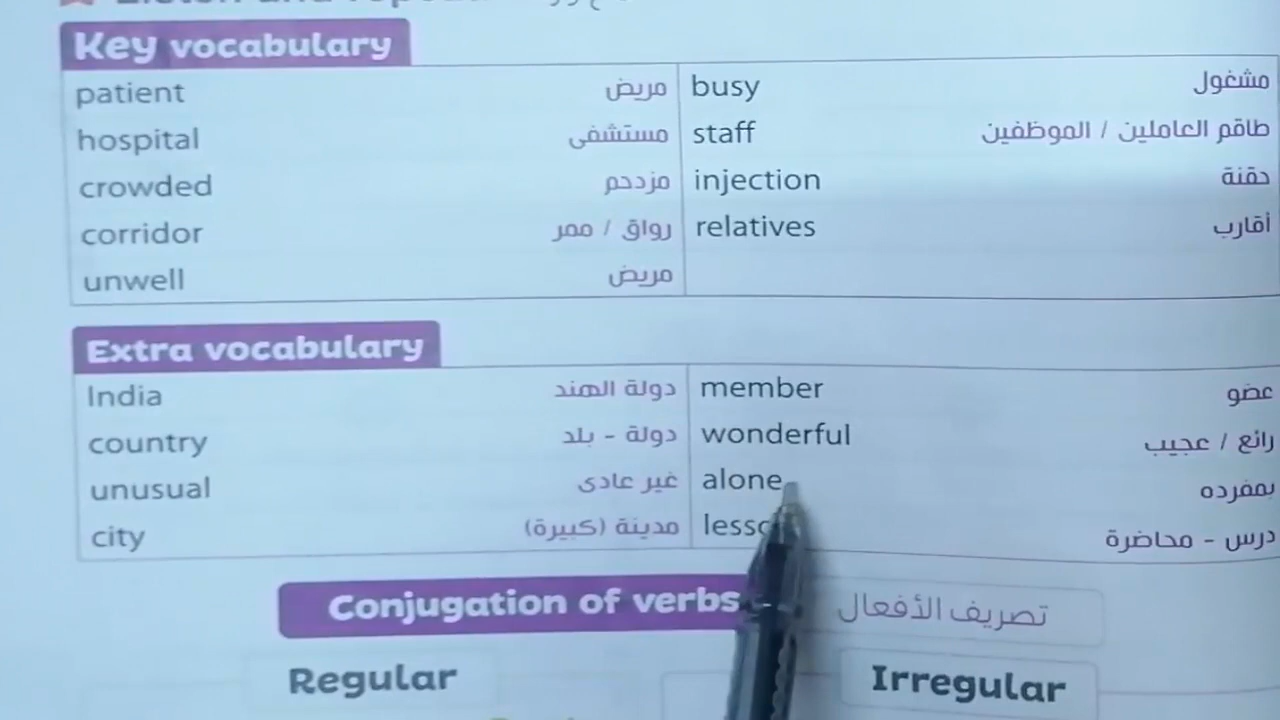 Key vocabulary
patient مريض busy مشغول
hospital مستشفى staff طاقم العاملين / الموظفين
crowded مزدحم injection حقنة
corridor رواق / ممر relatives أقارب
unwell مريض
Extra vocabulary
India دولة الهند member عضو
country دولة - بلد wonderful رائع / عجيب
unusual غير عادى alone بمفرده
city مدينة (كبيرة) درس - محاضرة
Conjugation of verbs تصريف الأفعال
Regular Irregular